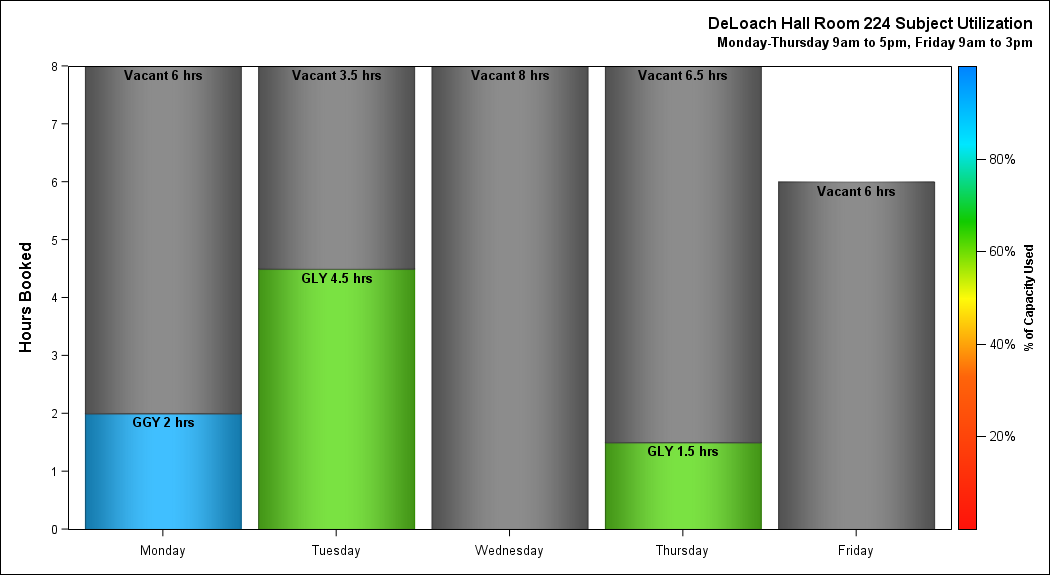 DeLoach Hall Room 224 Subject Utilization
Monday-Thursday 9am to 5pm, Friday 9am to 3pm
Hours Booked
8
7
6
5
4
3
2
1
0
Vacant 6 hrs
GGY 2 hrs
Vacant 3.5 hrs
GLY 4.5 hrs
Vacant 8 hrs
Vacant 6.5 hrs
GLY 1.5 hrs
Vacant 6 hrs
Monday
Tuesday
Wednesday
Thursday
Friday
80%
60%
40%
20%
% of Capacity Used